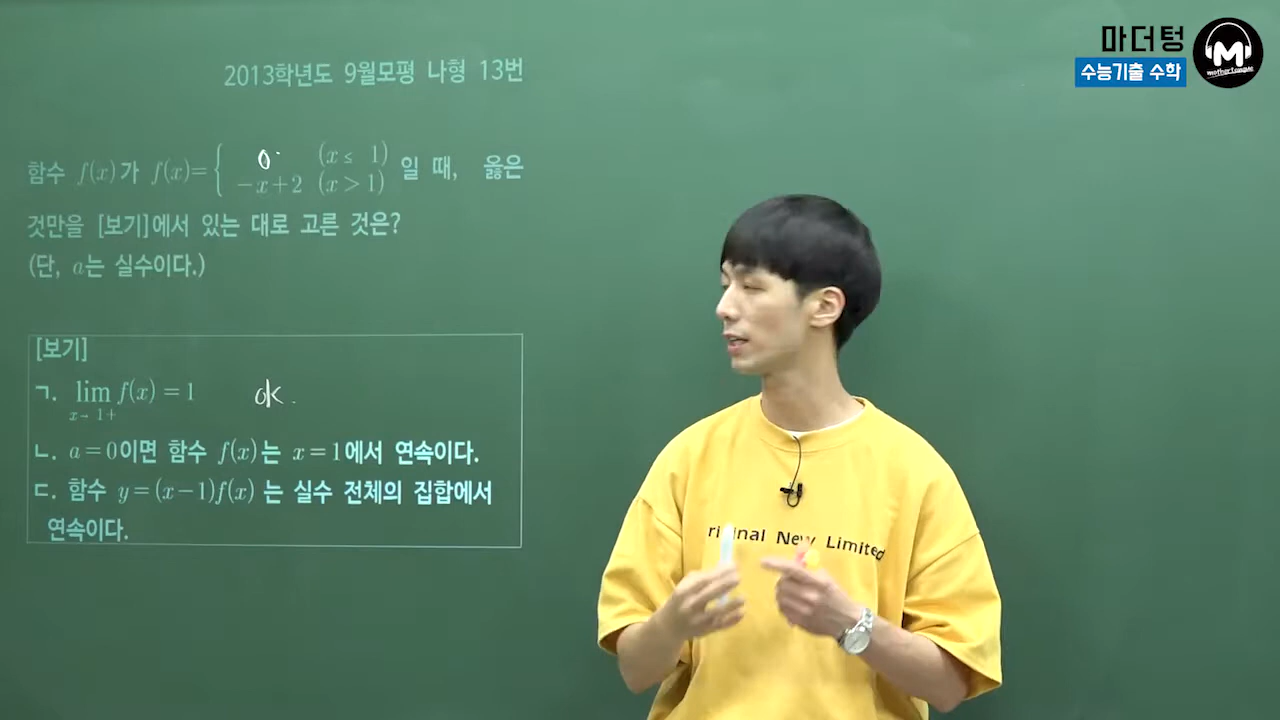 마더텅
수능기출 수학
M
motherTongue
2013학년도 9월모평 나형 13번
함수 f(x)가 f(x)= { 0 (x ≤ 1) 일 때, 옳은
-x+2 (x > 1)
것만을 [보기]에서 있는 대로 고른 것은?
(단, a는 실수이다.)
[보기]
ㄱ. lim f(x) = 1 ok.
x→1+
ㄴ. a = 0이면 함수 f(x)는 x = 1에서 연속이다.
ㄷ. 함수 y = (x-1)f(x) 는 실수 전체의 집합에서
연속이다.
nal New Limited